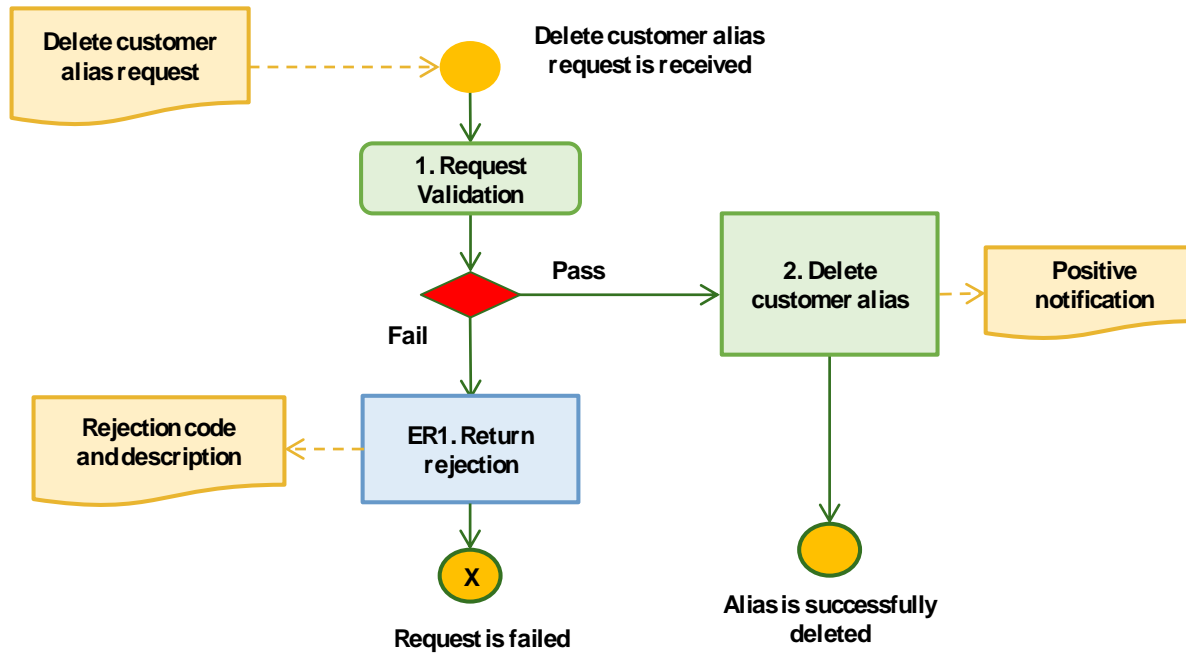 Delete customer
alias request
Delete customer alias
request is received
1. Request
Validation
Pass
Fail
2. Delete
customer alias
Positive
notification
Rejection code
and description
ER1. Return
rejection
X
Request is failed
Alias is successfully
deleted